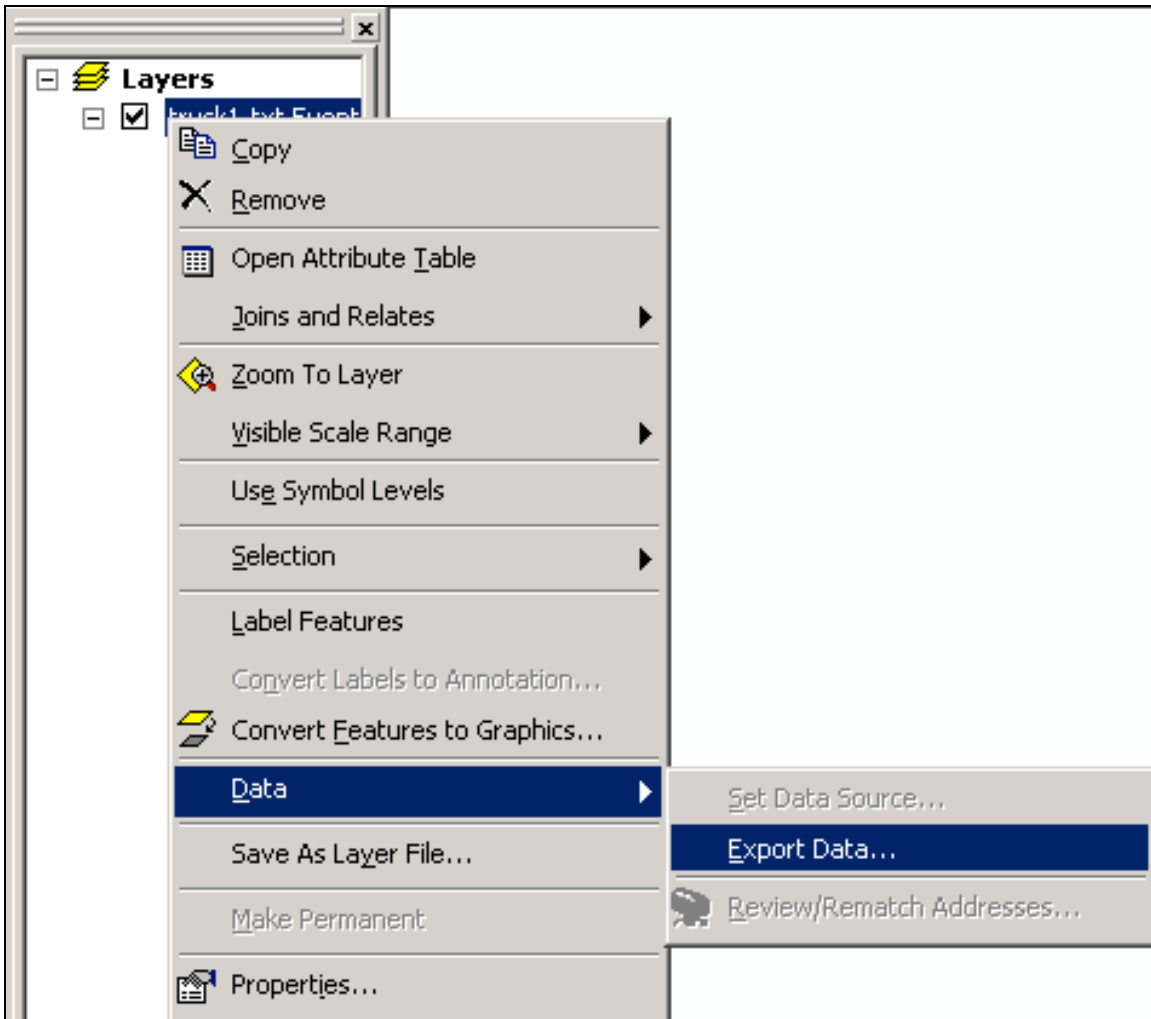 Layers
Copy
Remove
Open Attribute Table
Joins and Relates
Zoom To Layer
Visible Scale Range
Use Symbol Levels
Selection
Label Features
Convert Labels to Annotation...
Convert Features to Graphics...
Data
Set Data Source...
Export Data...
Review/Rematch Addresses...
Save As Layer File...
Make Permanent
Properties...